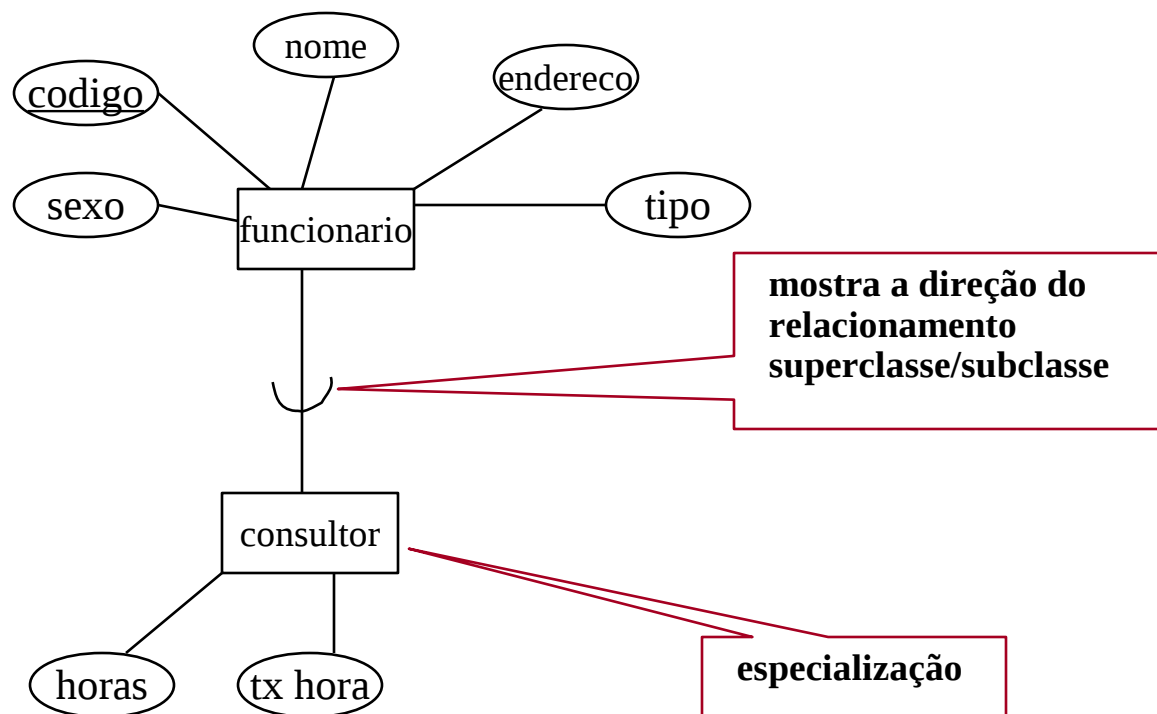 nome
endereco
codigo
sexo
tipo
funcionario
mostra a direção do
relacionamento
superclasse/subclasse
consultor
horas
tx hora
especialização